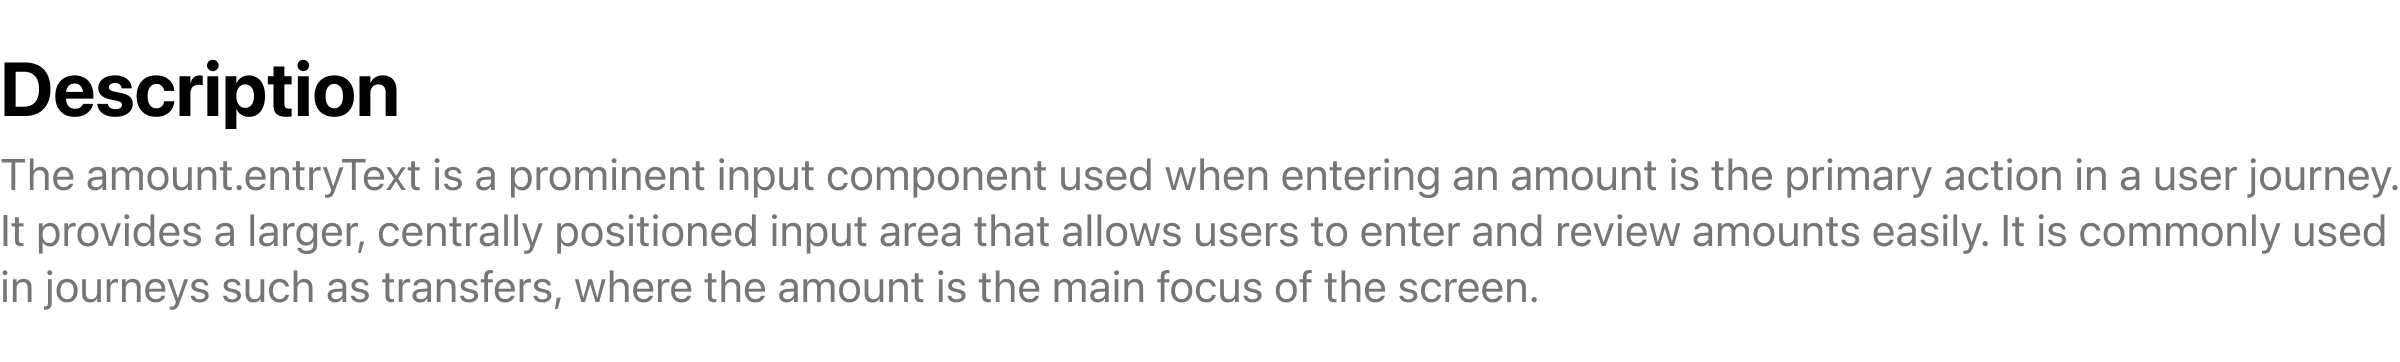 Description
The amount.entryText is a prominent input component used when entering an amount is the primary action in a user journey.
It provides a larger, centrally positioned input area that allows users to enter and review amounts easily. It is commonly used
in journeys such as transfers, where the amount is the main focus of the screen.